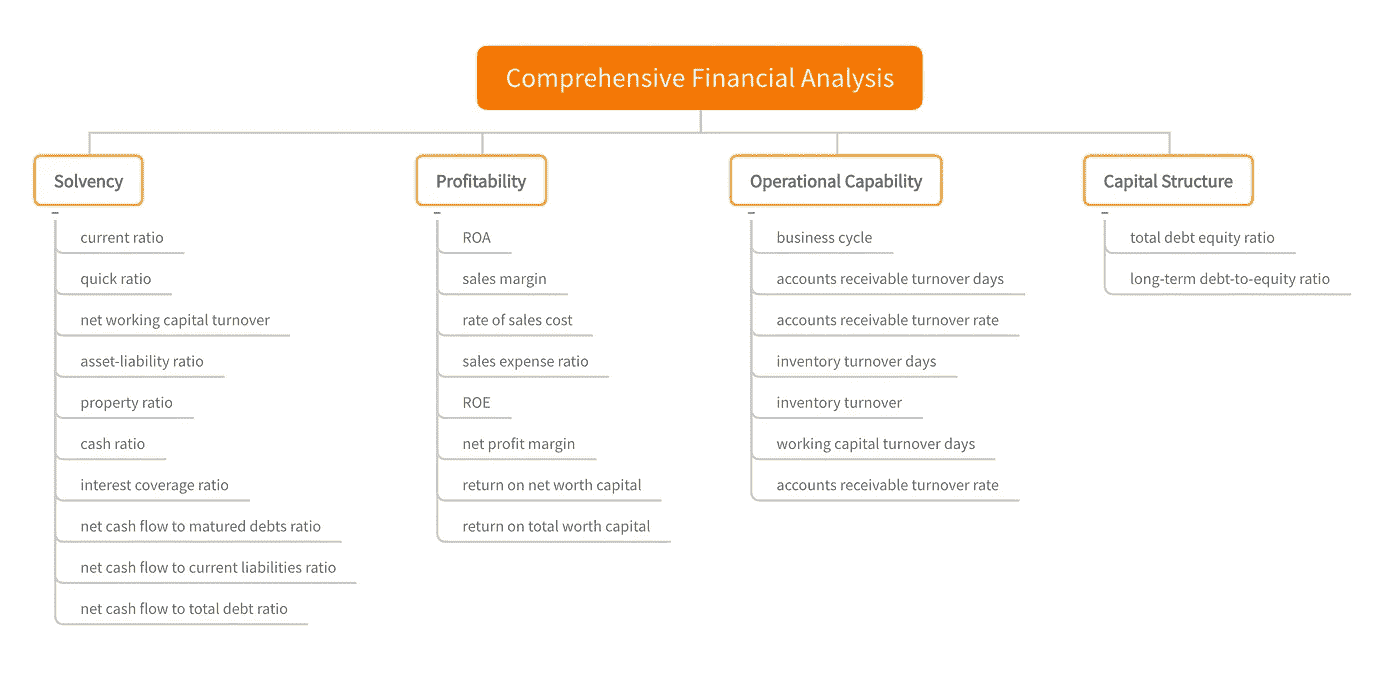 Comprehensive Financial Analysis
Solvency
current ratio
quick ratio
net working capital turnover
asset-liability ratio
property ratio
cash ratio
interest coverage ratio
net cash flow to matured debts ratio
net cash flow to current liabilities ratio
net cash flow to total debt ratio
Profitability
ROA
sales margin
rate of sales cost
sales expense ratio
ROE
net profit margin
return on net worth capital
return on total worth capital
Operational Capability
business cycle
accounts receivable turnover days
accounts receivable turnover rate
inventory turnover days
inventory turnover
working capital turnover days
accounts receivable turnover rate
Capital Structure
total debt equity ratio
long-term debt-to-equity ratio